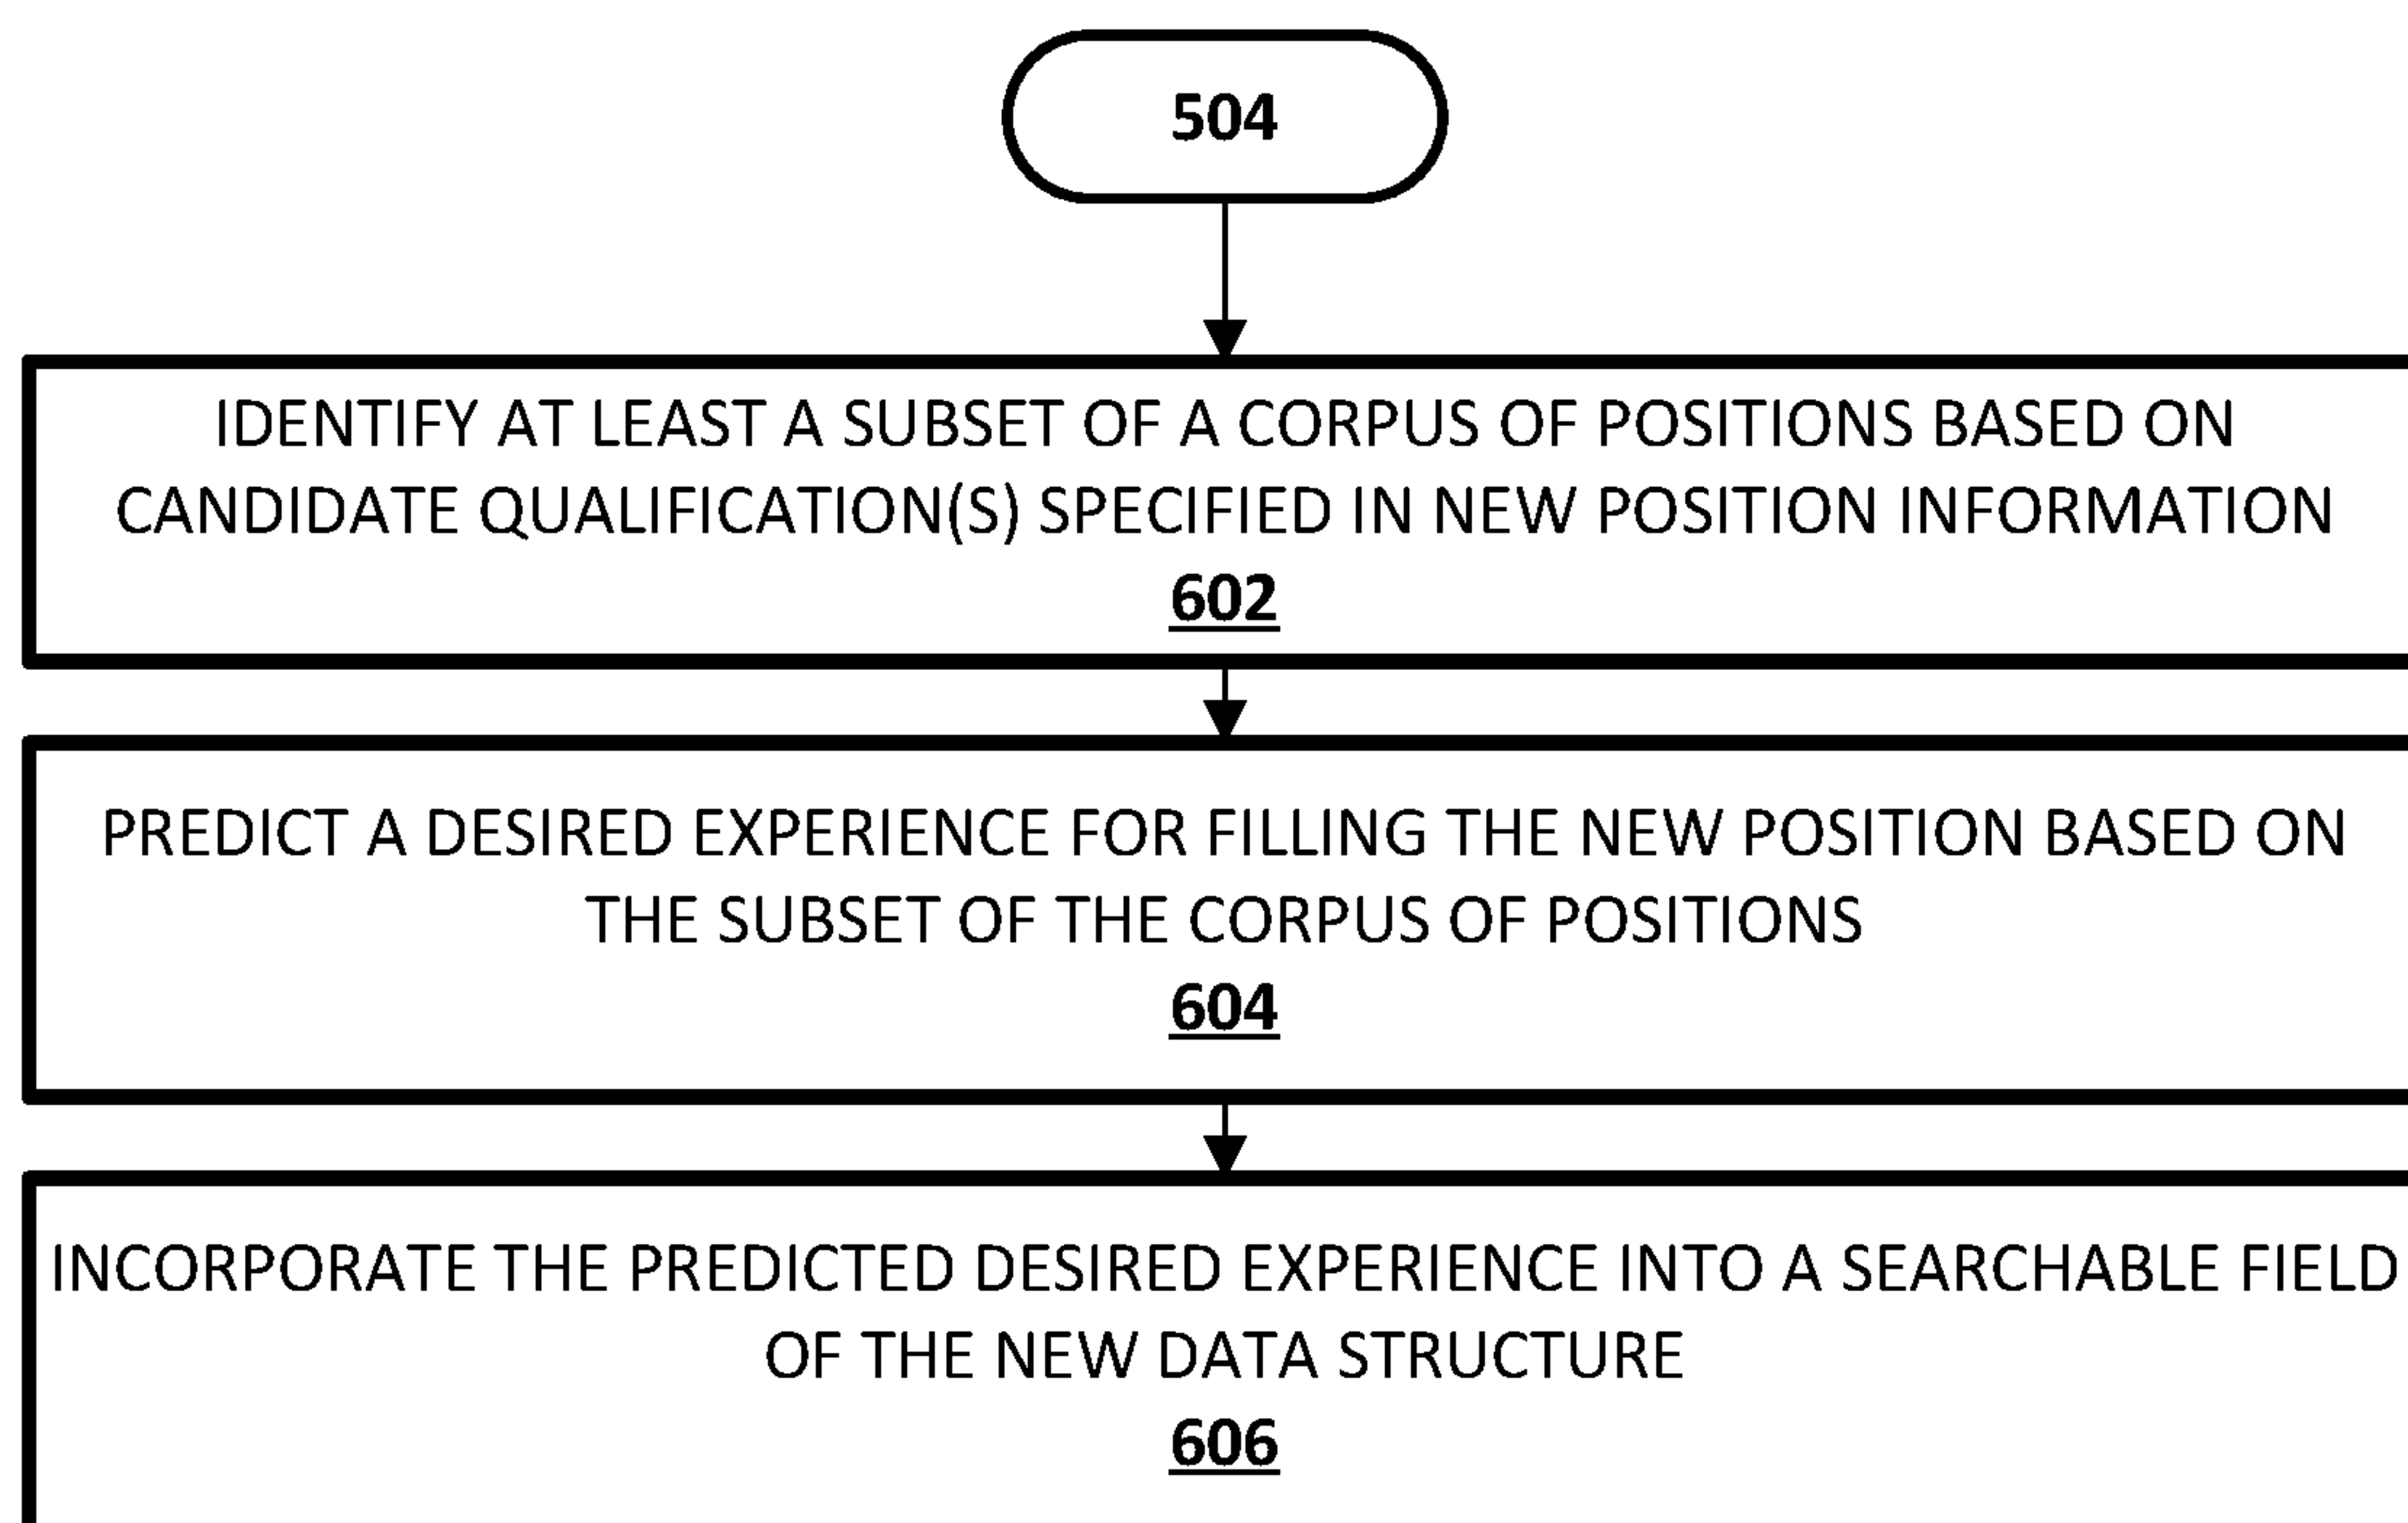 504
IDENTIFY AT LEAST A SUBSET OF A CORPUS OF POSITIONS BASED ON
CANDIDATE QUALIFICATION(S) SPECIFIED IN NEW POSITION INFORMATION
602
PREDICT A DESIRED EXPERIENCE FOR FILLING THE NEW POSITION BASED ON
THE SUBSET OF THE CORPUS OF POSITIONS
604
INCORPORATE THE PREDICTED DESIRED EXPERIENCE INTO A SEARCHABLE FIELD
OF THE NEW DATA STRUCTURE
606